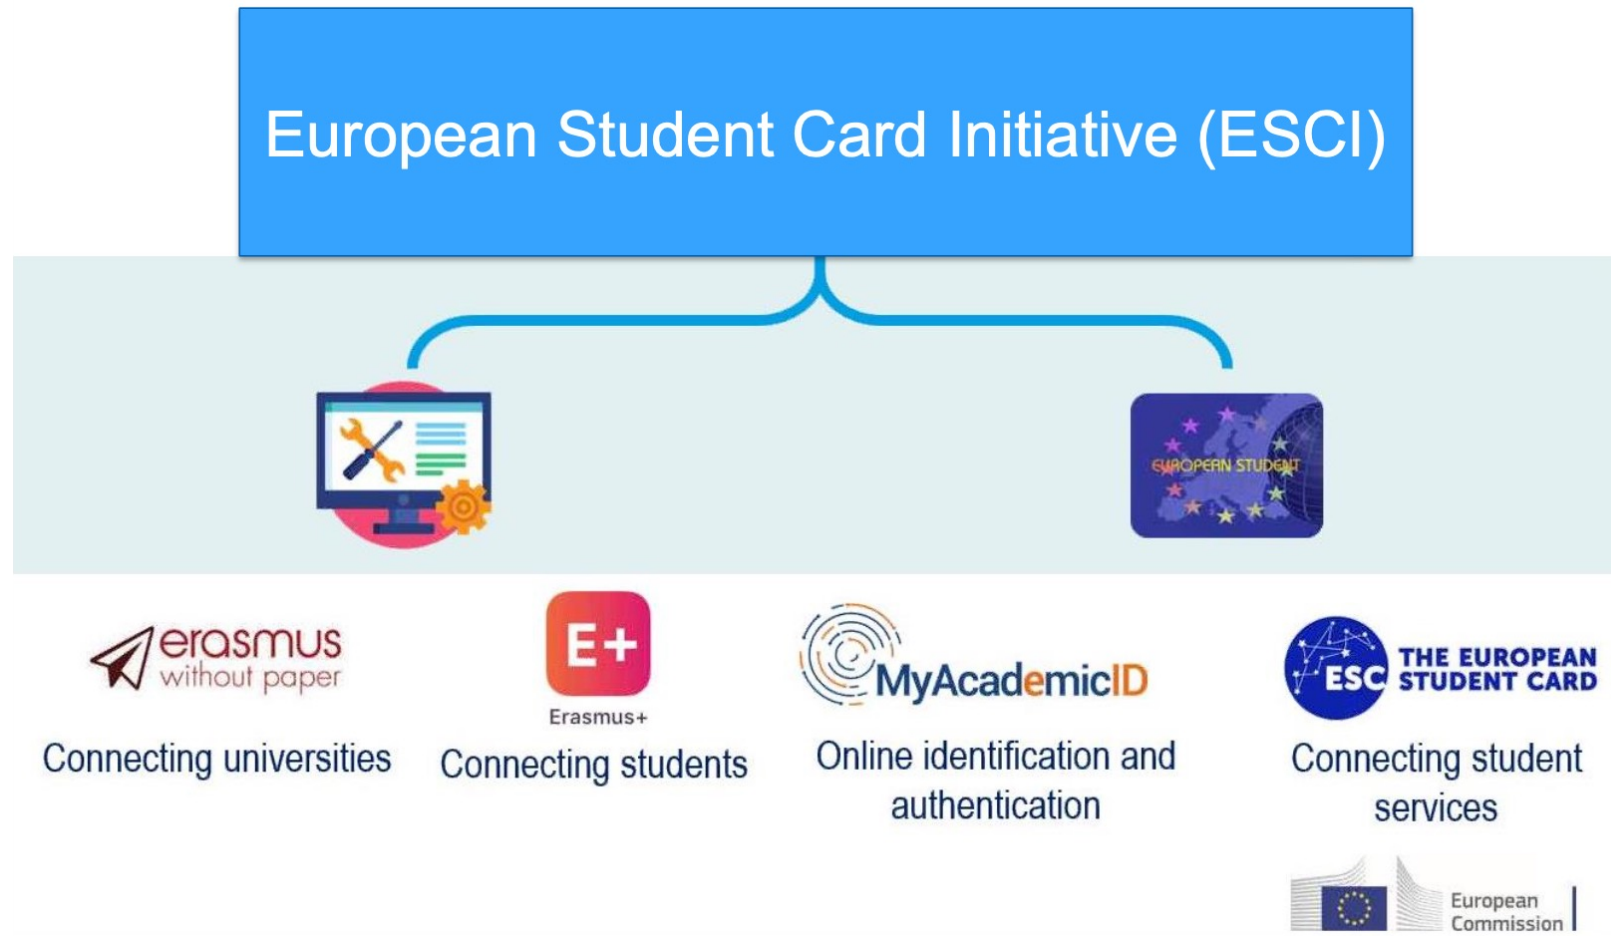 European Student Card Initiative (ESCI)
EUROPEAN STUDENT
erasmus
without paper
E+
Erasmus+
MyAcademicID
ESC
THE EUROPEAN
STUDENT CARD
Connecting universities
Connecting students
Online identification and
authentication
Connecting student
services
European
Commission